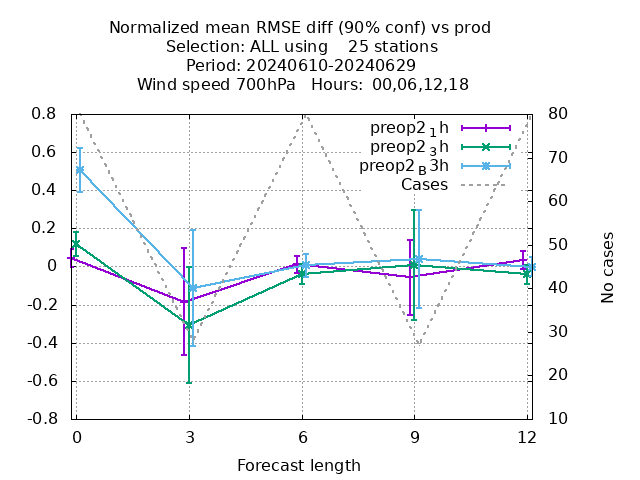 Normalized mean RMSE diff (90% conf) vs prod
Selection: ALL using    25 stations
Period: 20240610-20240629
Wind speed 700hPa   Hours: 00,06,12,18
preop2 1h
preop2 3h
preop2 B3h
Cases
0.8
0.6
0.4
0.2
0
-0.2
-0.4
-0.6
-0.8
80
70
60
50
40
30
20
10
No cases
0 3 6 9 12
Forecast length